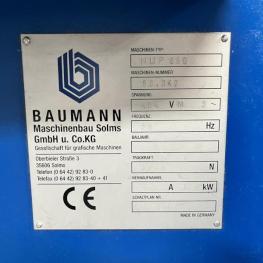 BAUMANN
Maschinenbau Solms
GmbH u. Co.KG
Gesellschaft für grafische Maschinen
Oberbieler Straße 3
35606 Solms
Telefon (0 64 42) 92 83-0
Telefax (0 64 42) 92 83-40 + 41
CE
MASCHINEN-TYP:
MASCHINEN-NUMMER
SPANNUNG
V
FREQUENZ
Hz
BAUJAHR
TRAGKRAFT
N
NENNAUFNAHME
A
kW
SCHALTPLAN NR.
MADE IN GERMANY